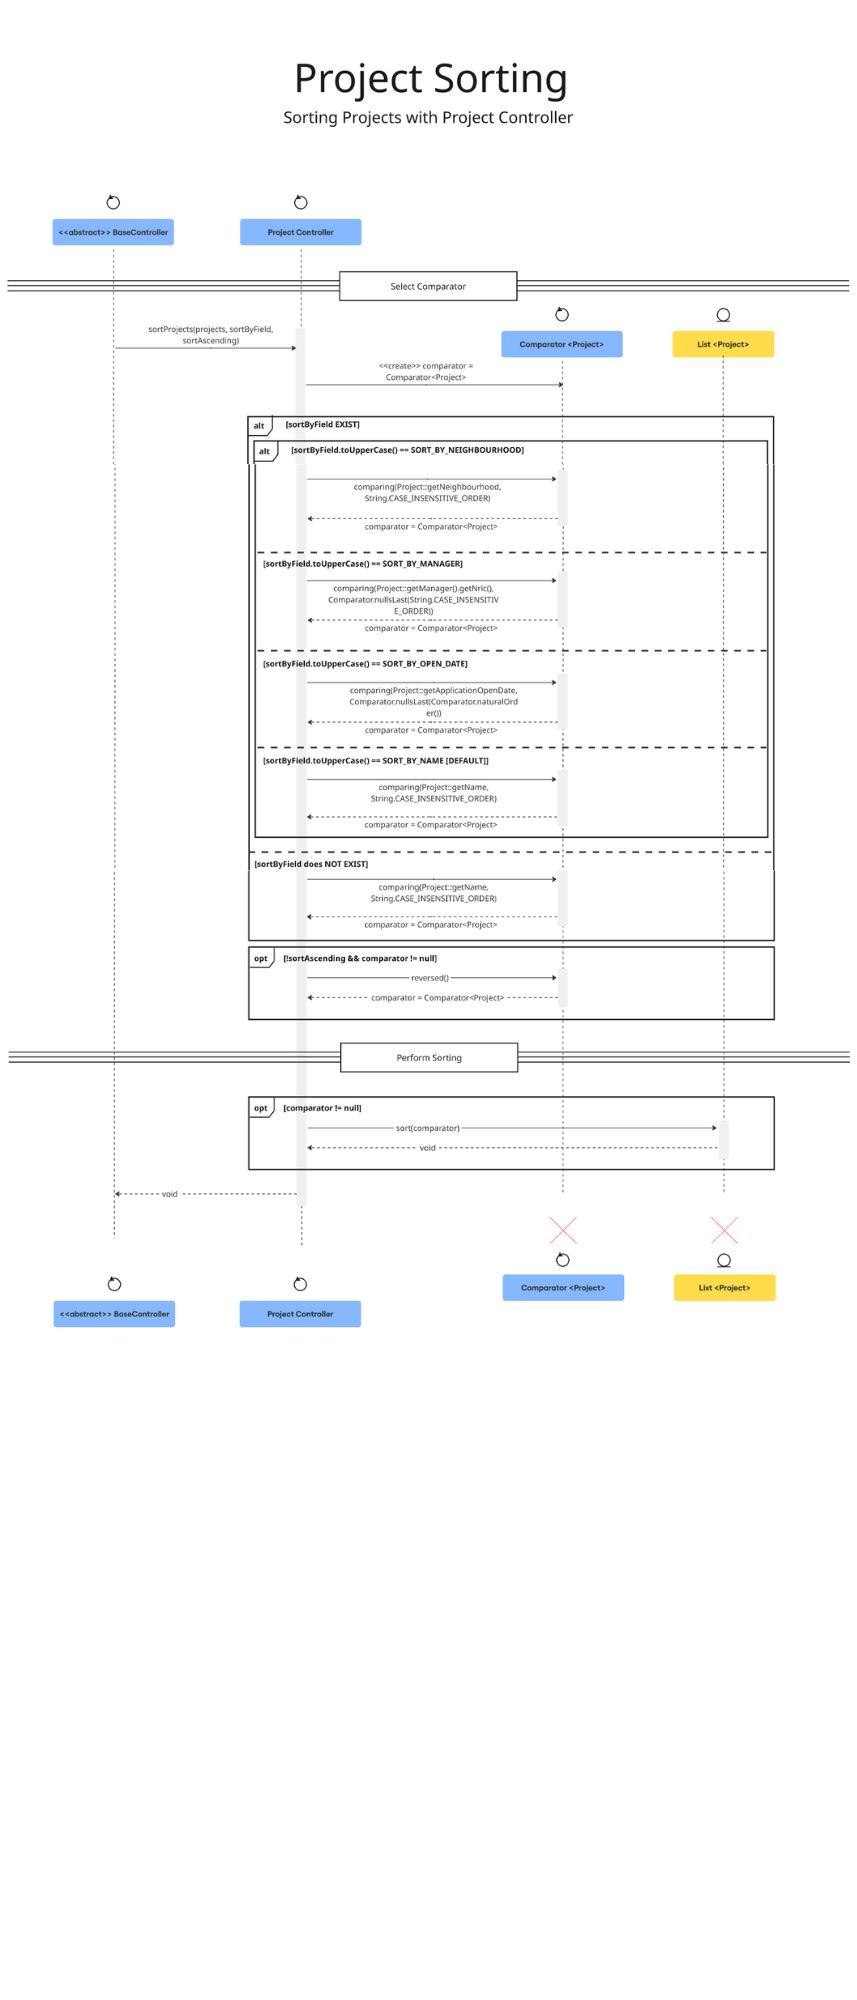 Project Sorting
Sorting Projects with Project Controller
<<abstract>> BaseController
Project Controller
Select Comparator
Comparator <Project>
List <Project>
sortProjects(projects, sortByField,
sortAscending)
<<create>> comparator =
Comparator<Project>
alt
[sortByField EXIST]
alt
[sortByField.toUpperCase() == SORT_BY_NEIGHBOURHOOD]
comparing(Project::getNeighbourhood,
String.CASE_INSENSITIVE_ORDER)
comparator = Comparator<Project>
[sortByField.toUpperCase() == SORT_BY_MANAGER]
comparing(Project::getManager().getNric(),
Comparator.nullsLast(String.CASE_INSENSITIV
E_ORDER))
comparator = Comparator<Project>
[sortByField.toUpperCase() == SORT_BY_OPEN_DATE]
comparing(Project::getApplicationOpenDate,
Comparator.nullsLast(Comparator.naturalOrd
er())
comparator = Comparator<Project>
[sortByField.toUpperCase() == SORT_BY_NAME [DEFAULT]]
comparing(Project::getName,
String.CASE_INSENSITIVE_ORDER)
comparator = Comparator<Project>
[sortByField does NOT EXIST]
comparing(Project::getName,
String.CASE_INSENSITIVE_ORDER)
comparator = Comparator<Project>
opt
[!sortAscending && comparator != null]
reversed()
comparator = Comparator<Project>
Perform Sorting
opt
[comparator != null]
sort(comparator)
void
void
Comparator <Project>
List <Project>
<<abstract>> BaseController
Project Controller